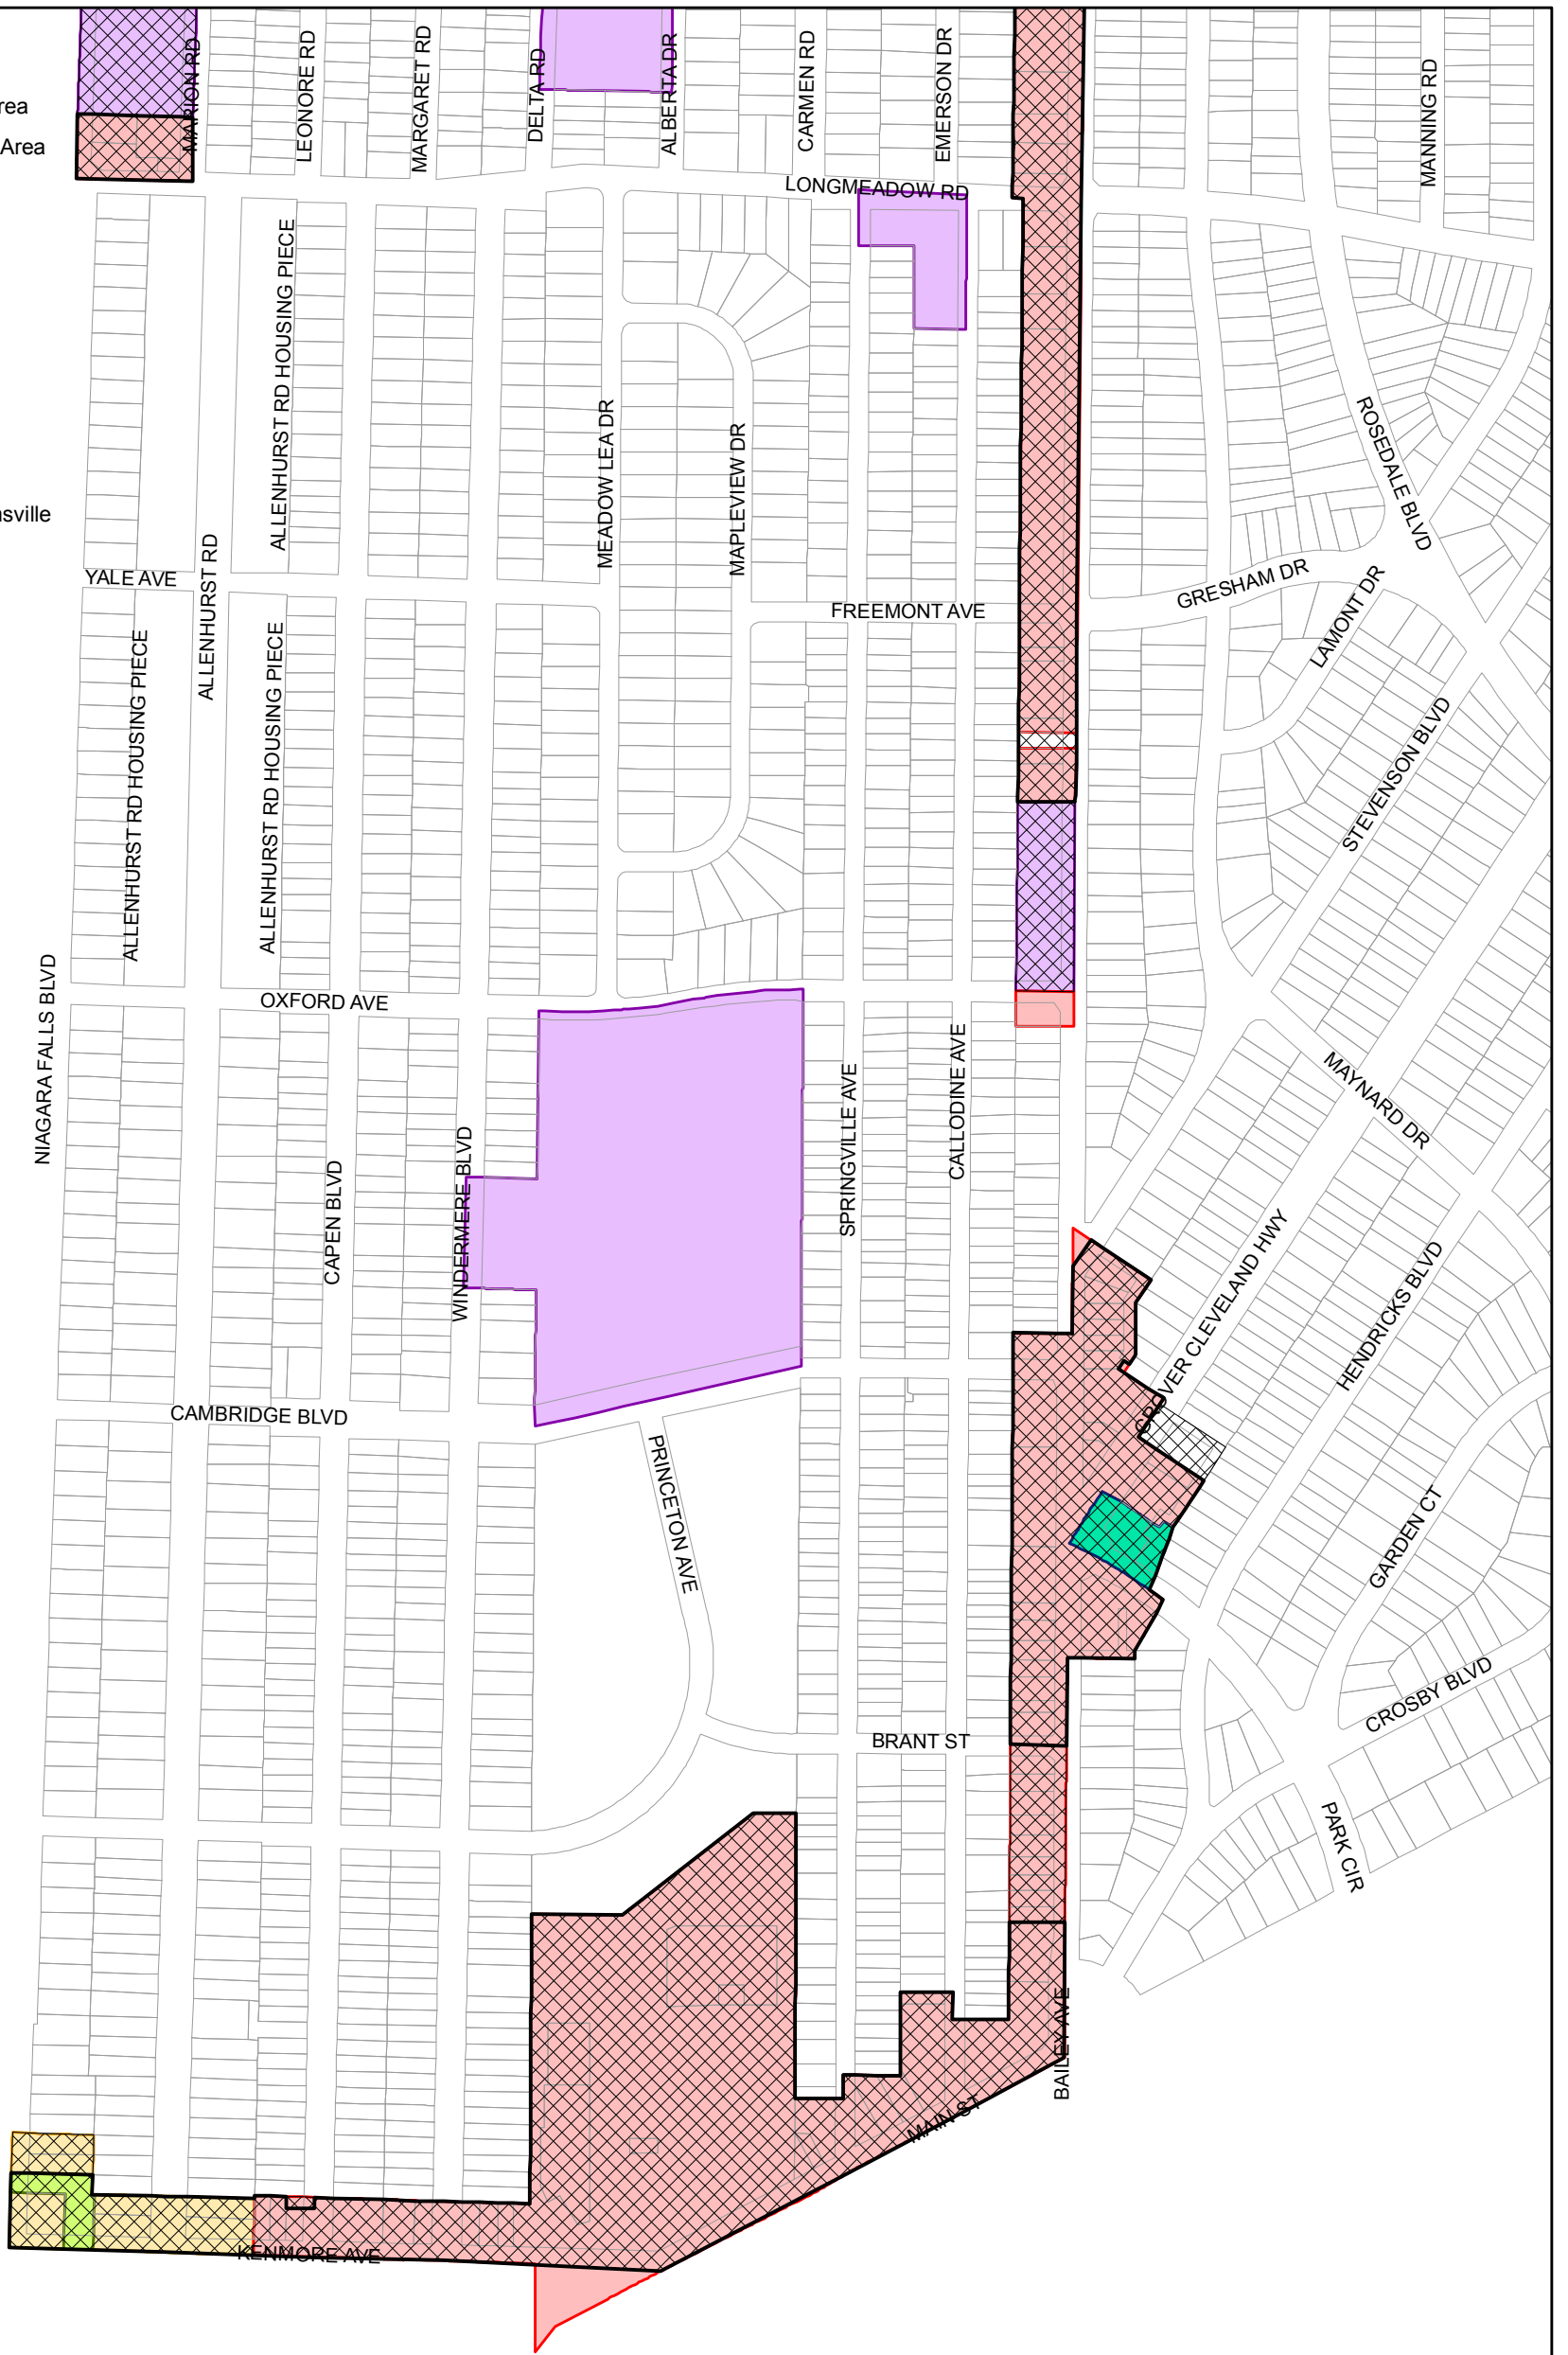 MARION RD
LEONORE RD
MARGARET RD
DELTA RD
ALBERTA DR
CARMEN RD
EMERSON DR
MANNING RD
rea
Area
LONGMEADOW RD
ALLENHURST RD HOUSING PIECE
MEADOW LEA DR
MAPLEVIEW DR
ROSEDALE BLVD
sville
YALE AVE
ALLENHURST RD
FREEMONT AVE
GRESHAM DR
LAMONT DR
ALLENHURST RD HOUSING PIECE
ALLENHURST RD HOUSING PIECE
STEVENSON BLVD
NIAGARA FALLS BLVD
OXFORD AVE
CAPEN BLVD
WINDERMERE BLVD
SPRINGVILLE AVE
CALLODINE AVE
MAYNARD DR
GROVER CLEVELAND HWY
HENDRICKS BLVD
CAMBRIDGE BLVD
PRINCETON AVE
GARDEN CT
CROSBY BLVD
BRANT ST
PARK CIR
BAILEY AVE
MAIN ST
KENMORE AVE